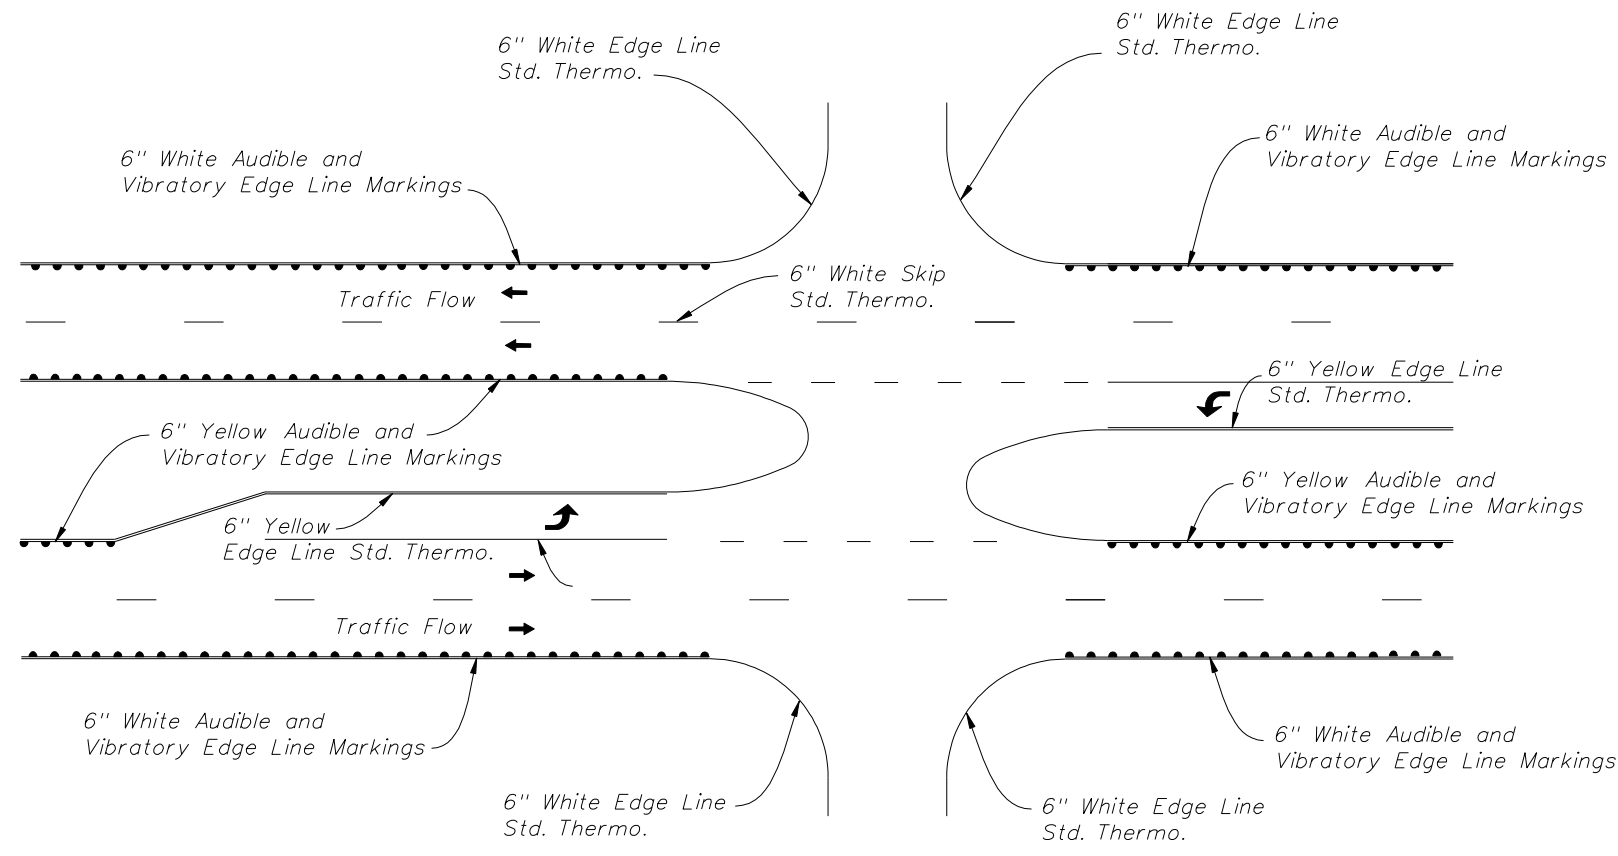 6" White Edge Line
Std. Thermo.
6" White Edge Line
Std. Thermo.
6" White Audible and
Vibratory Edge Line Markings
6" White Audible and
Vibratory Edge Line Markings
6" White Skip
Std. Thermo.
Traffic Flow
6" Yellow Edge Line
Std. Thermo.
6" Yellow Audible and
Vibratory Edge Line Markings
6" Yellow Audible and
Vibratory Edge Line Markings
6" Yellow
Edge Line Std. Thermo.
Traffic Flow
6" White Audible and
Vibratory Edge Line Markings
6" White Audible and
Vibratory Edge Line Markings
6" White Edge Line
Std. Thermo.
6" White Edge Line
Std. Thermo.